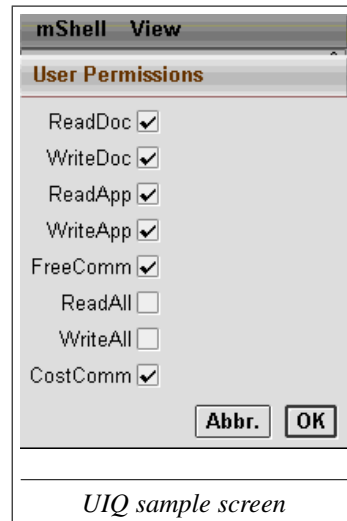 mShell View
User Permissions
ReadDoc
WriteDoc
ReadApp
WriteApp
FreeComm
ReadAll
WriteAll
CostComm
Abbr. OK
UIQ sample screen